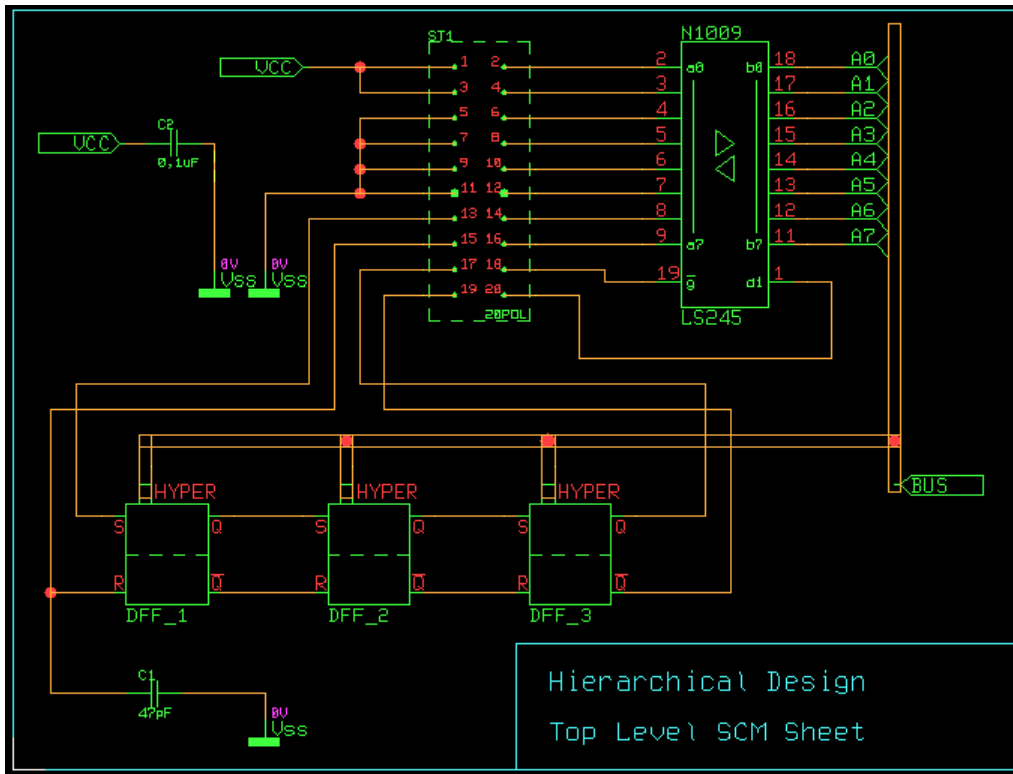 ST1
N1009
VCC
1 2
2 a0 b0 18 A0
3 4
3 17 A1
5 6
4 16 A2
C2
VCC
0,1uF
7 8
5 15 A3
9 10
6 14 A4
11 12
7 13 A5
13 14
8 12 A6
15 16
9 a7 b7 11 A7
17 18
19 g d1 1
19 20
0V
Vss
0V
Vss
20POL
LS245
BUS
HYPER
HYPER
HYPER
S Q
S Q
S Q
R Q
R Q
R Q
DFF_1
DFF_2
DFF_3
C1
47pF
0V
Vss
Hierarchical Design
Top Level SCM Sheet